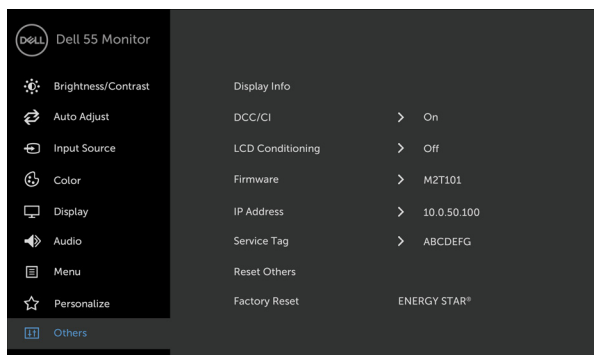 DELL Dell 55 Monitor
Brightness/Contrast
Auto Adjust
Input Source
Color
Display
Audio
Menu
Personalize
Others
Display Info
DCC/CI > On
LCD Conditioning > Off
Firmware > M2T101
IP Address > 10.0.50.100
Service Tag > ABCDEFG
Reset Others
Factory Reset ENERGY STAR®